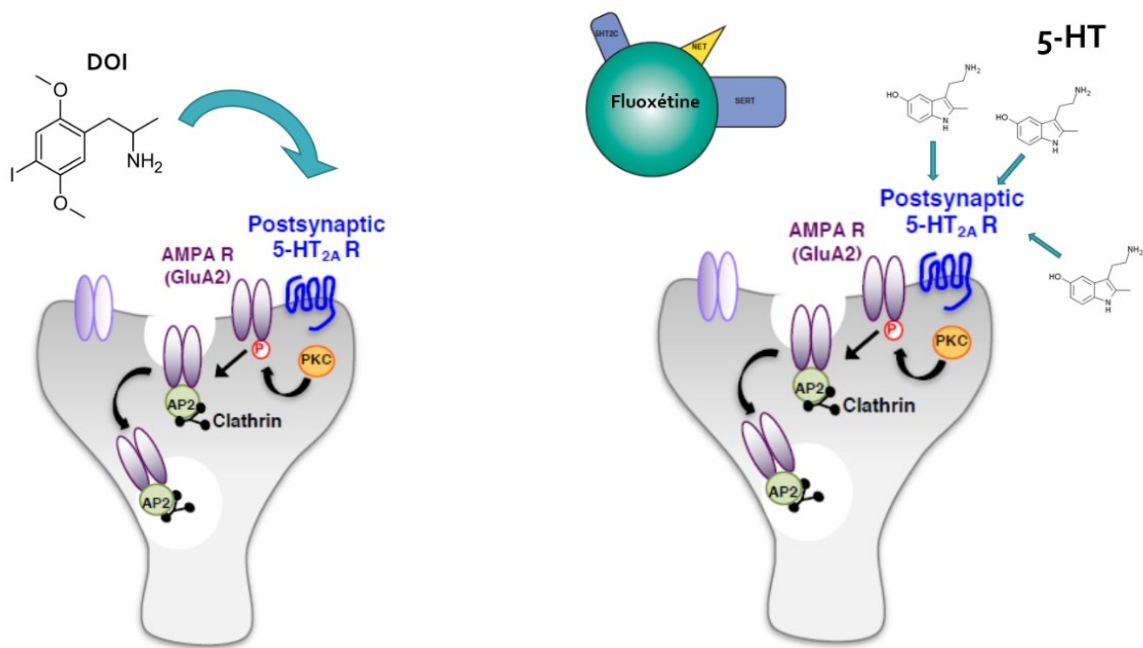 DOI
O
NH2
I
O
Postsynaptic
5-HT2A R
AMPA R
(GluA2)
P
PKC
AP2
Clathrin
AP2
5HT2C
NET
Fluoxétine
SERT
5-HT
NH2
HO
N
H
NH2
HO
N
H
Postsynaptic
5-HT2A R
AMPA R
(GluA2)
NH2
HO
N
H
P
PKC
AP2
Clathrin
AP2